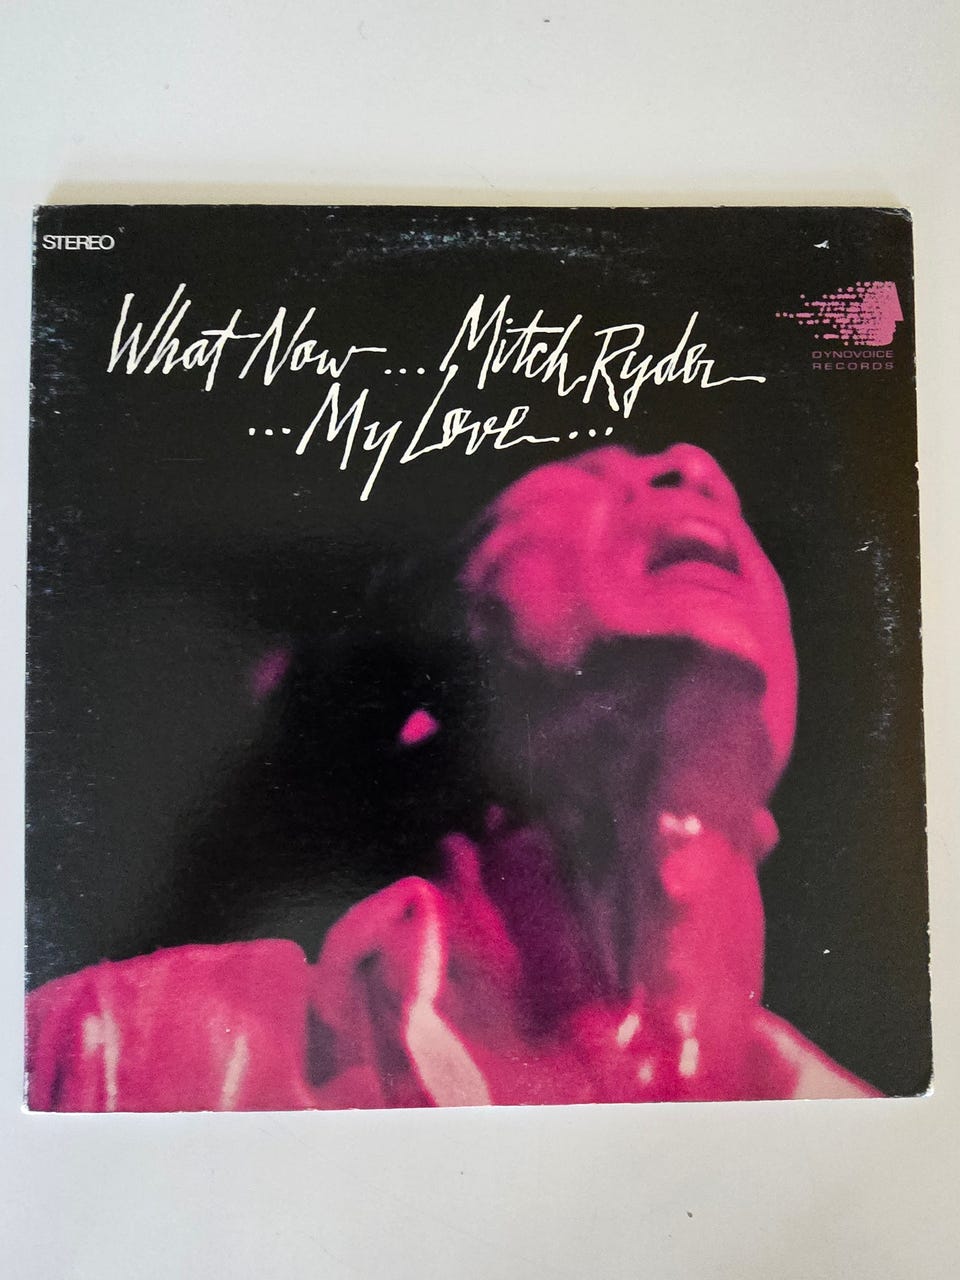 STEREO
What Now ... Mitch Ryder
... My Love ...
DYNOVOICE
RECORDS